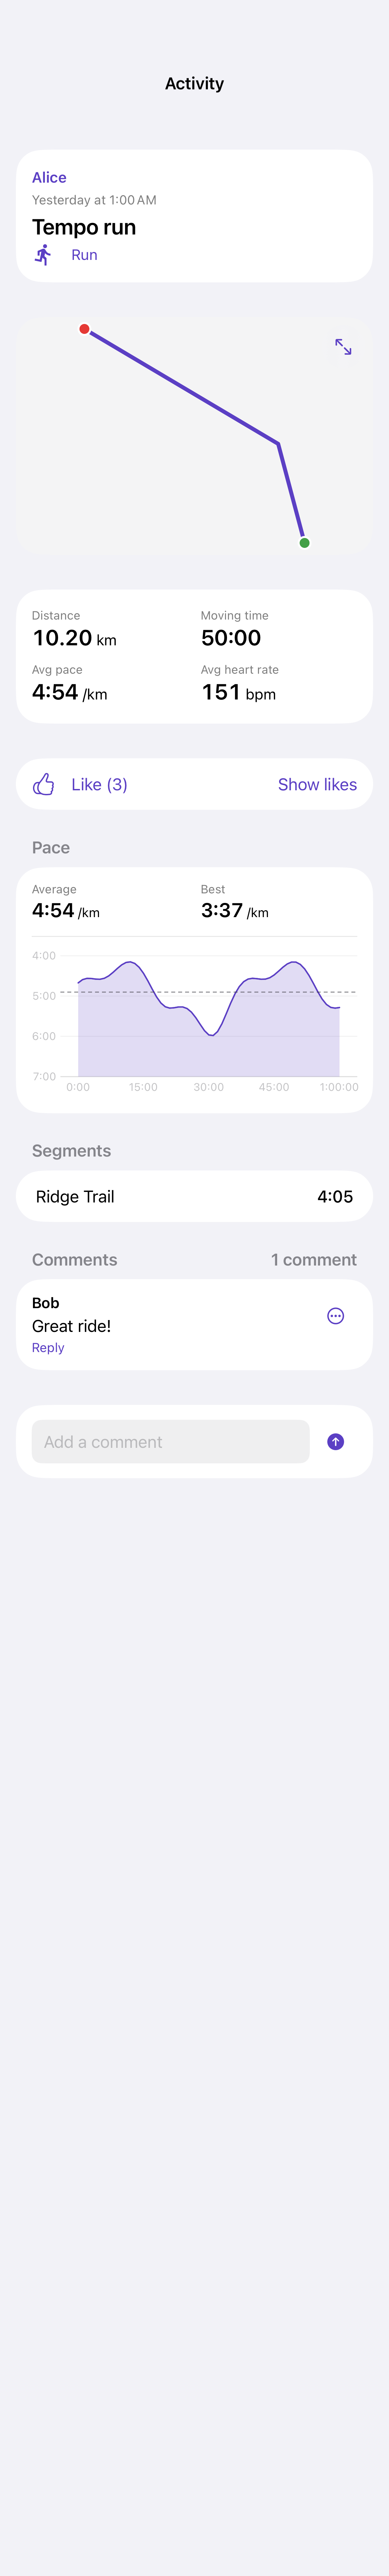 Activity
Alice
Yesterday at 1:00 AM
Tempo run
Run
Distance
Moving time
10.20 km
50:00
Avg pace
Avg heart rate
4:54 /km
151 bpm
Like (3)
Show likes
Pace
Average
Best
4:54 /km
3:37 /km
4:00
5:00
6:00
7:00
0:00
15:00
30:00
45:00
1:00:00
Segments
Ridge Trail
4:05
Comments
1 comment
Bob
Great ride!
Reply
Add a comment